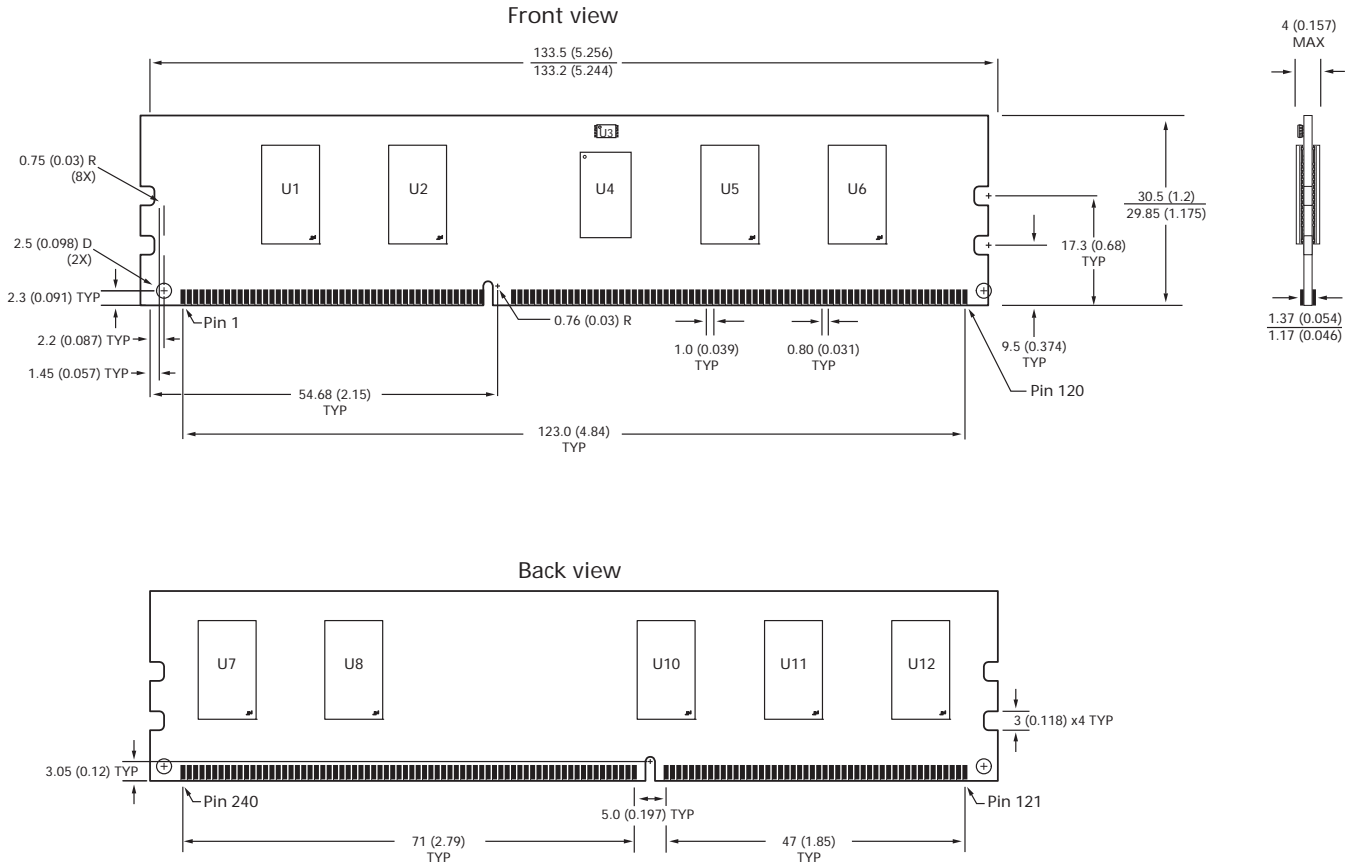 Front view
133.5 (5.256)
133.2 (5.244)
4 (0.157)
MAX
U3
0.75 (0.03) R
(8X)
U1
U2
U4
U5
U6
30.5 (1.2)
29.85 (1.175)
2.5 (0.098) D
(2X)
17.3 (0.68)
TYP
2.3 (0.091) TYP
Pin 1
0.76 (0.03) R
2.2 (0.087) TYP
1.0 (0.039)
TYP
0.80 (0.031)
TYP
9.5 (0.374)
TYP
1.37 (0.054)
1.17 (0.046)
1.45 (0.057) TYP
54.68 (2.15)
TYP
Pin 120
123.0 (4.84)
TYP
Back view
U7
U8
U10
U11
U12
3 (0.118) x4 TYP
3.05 (0.12) TYP
Pin 240
5.0 (0.197) TYP
Pin 121
71 (2.79)
TYP
47 (1.85)
TYP